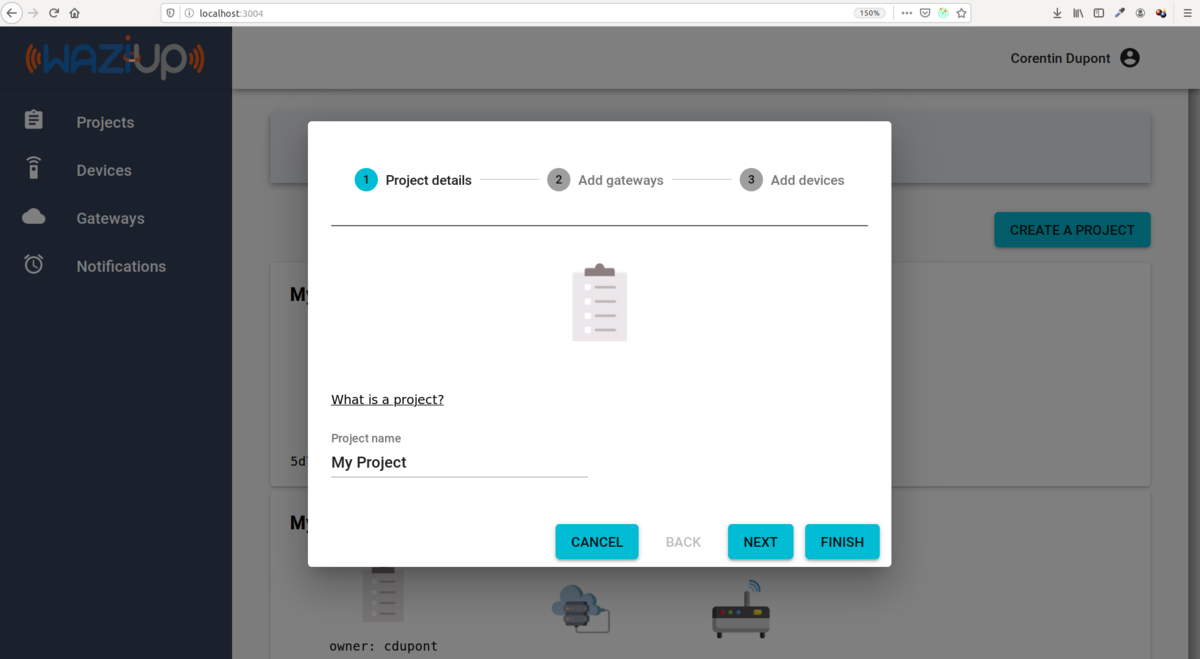 localhost:3004
150%
WAZIUP
Corentin Dupont
Projects
Devices
Gateways
Notifications
1 Project details
2 Add gateways
3 Add devices
CREATE A PROJECT
My
What is a project?
Project name
My Project
5d
My
CANCEL
BACK
NEXT
FINISH
owner: cdupont